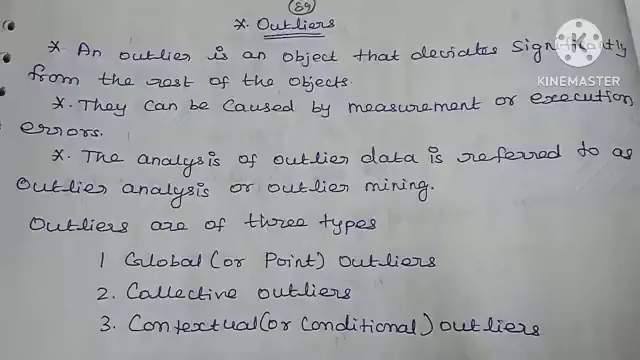 89
* Outliers
* An outlier is an object that deviates significantly
from the rest of the objects.
* They can be caused by measurement or execution
errors.
* The analysis of outlier data is referred to as
outlier analysis or outlier mining.
Outliers are of three types
1 Global (or Point) outliers
2. Collective outliers
3. Contextual (or conditional) outliers
KINEMASTER